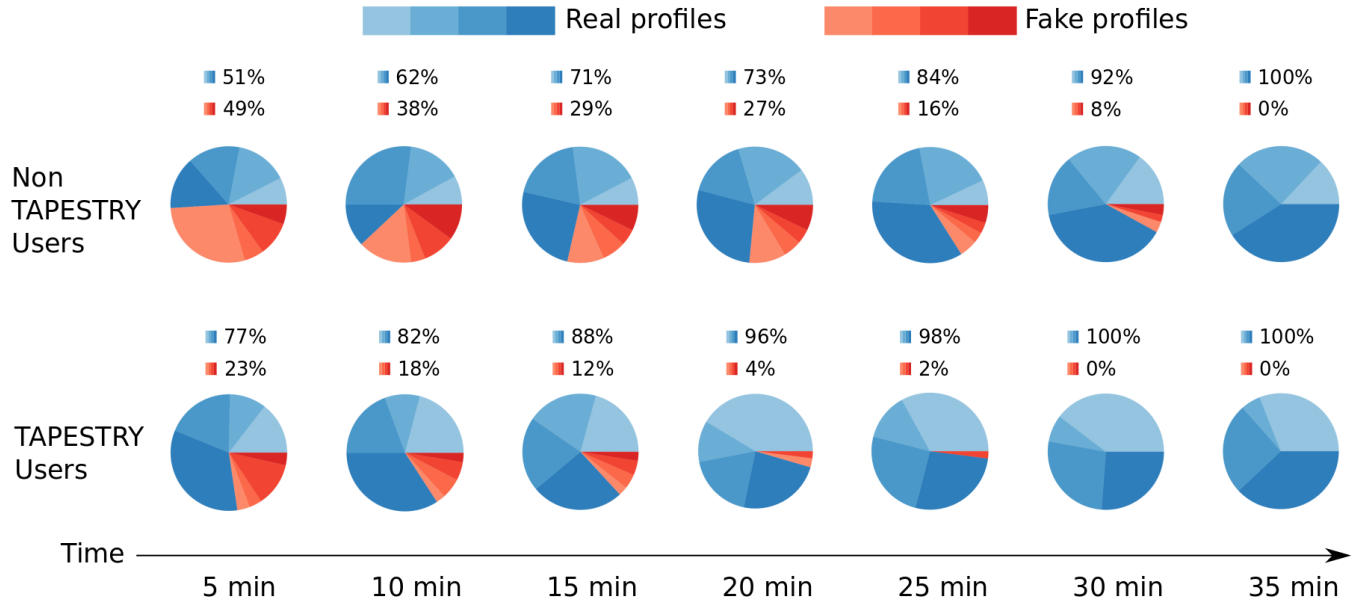 Real profiles
Fake profiles
51%
62%
71%
73%
84%
92%
100%
49%
38%
29%
27%
16%
8%
0%
Non
TAPESTRY
Users
77%
82%
88%
96%
98%
100%
100%
23%
18%
12%
4%
2%
0%
0%
TAPESTRY
Users
Time
5 min
10 min
15 min
20 min
25 min
30 min
35 min